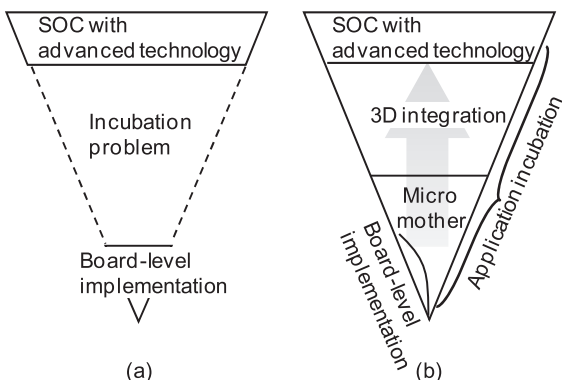 SOC with
advanced technology
Incubation
problem
Board-level
implementation
(a)
SOC with
advanced technology
3D integration
Micro
mother
Board-level
implementation
Application incubation
(b)